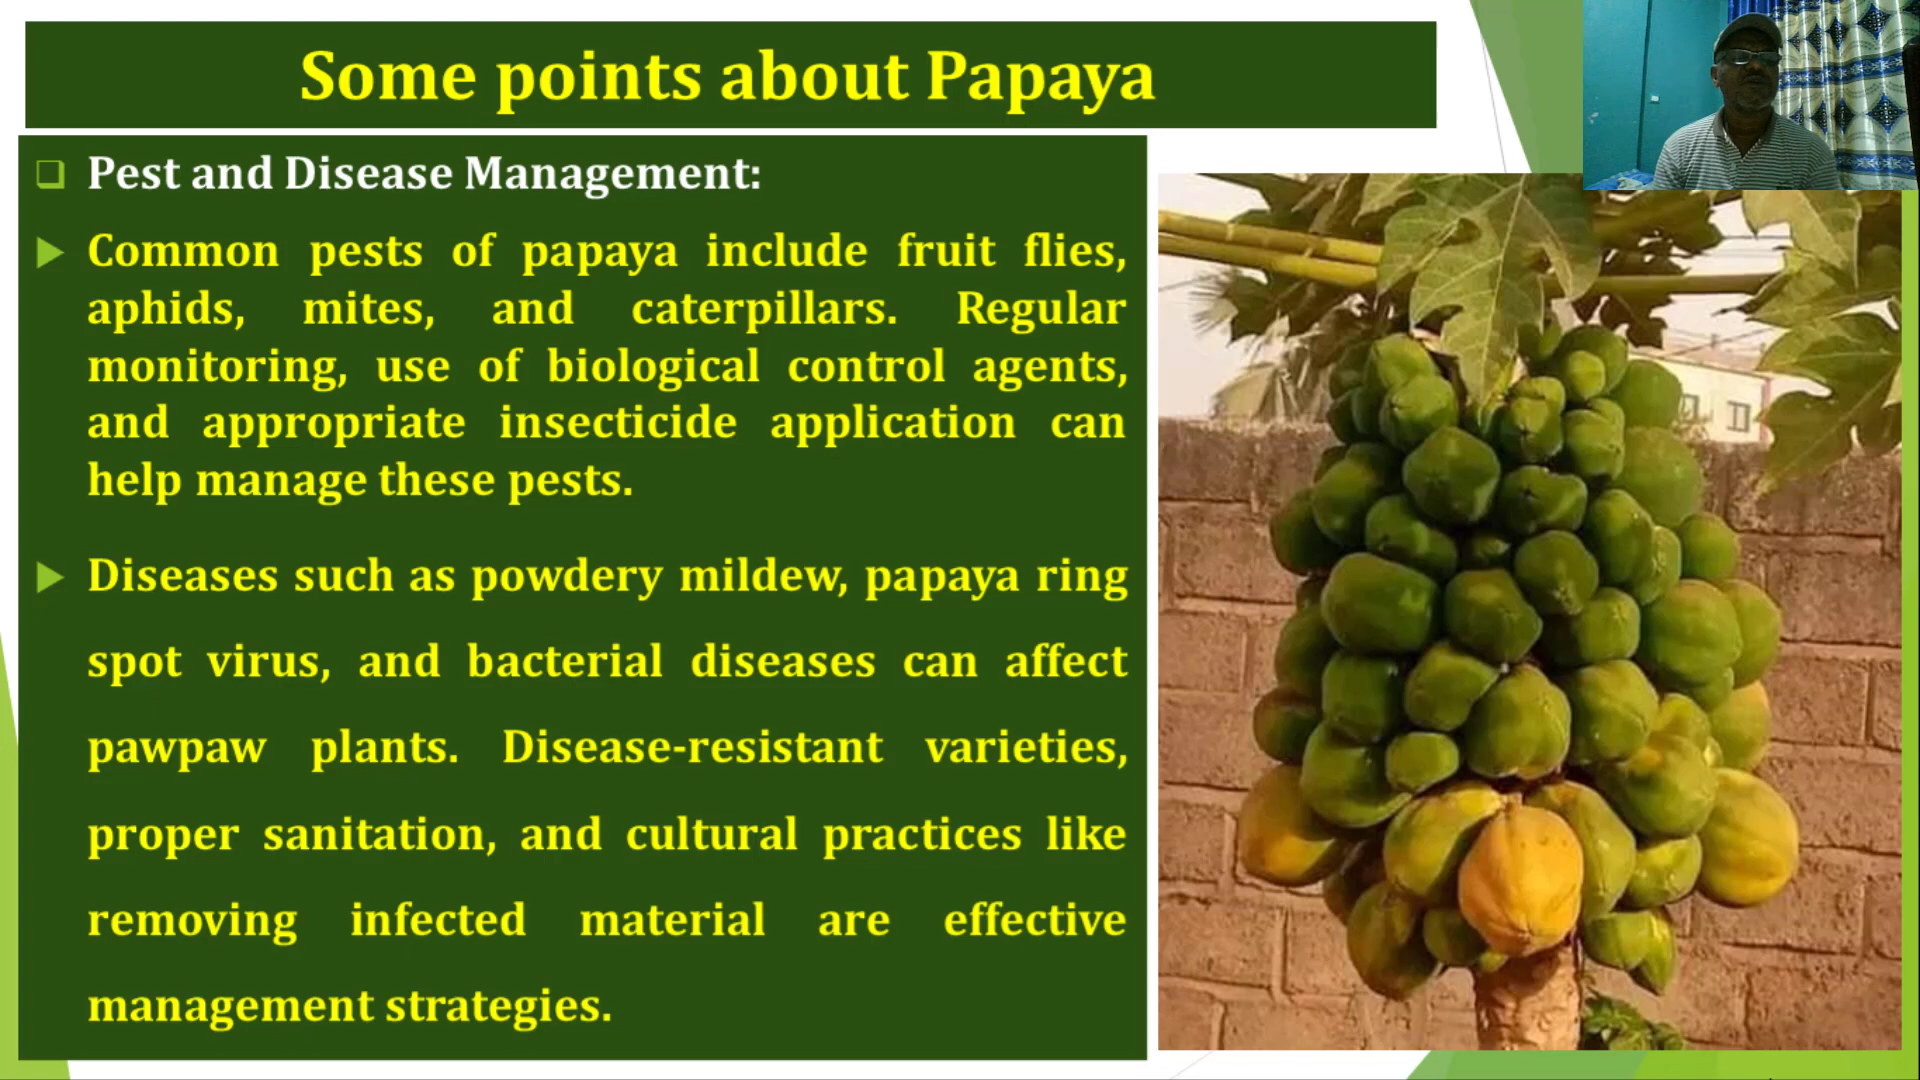 Some points about Papaya
Pest and Disease Management:
Common pests of papaya include fruit flies,
aphids, mites, and caterpillars. Regular
monitoring, use of biological control agents,
and appropriate insecticide application can
help manage these pests.
Diseases such as powdery mildew, papaya ring
spot virus, and bacterial diseases can affect
pawpaw plants. Disease-resistant varieties,
proper sanitation, and cultural practices like
removing infected material are effective
management strategies.